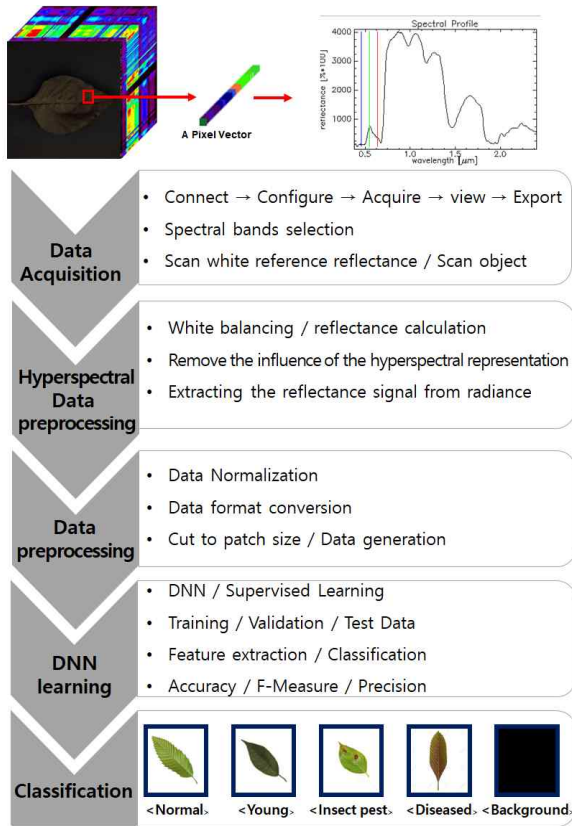 A Pixel Vector
Spectral Profile
reflectance [%*100]
4000
3000
2000
1000
0.5
1.0
1.5
2.0
wavelength [μm]
Data
Acquisition
• Connect → Configure → Acquire → view → Export
• Spectral bands selection
• Scan white reference reflectance / Scan object
Hyperspectral
Data
preprocessing
• White balancing / reflectance calculation
• Remove the influence of the hyperspectral representation
• Extracting the reflectance signal from radiance
Data
preprocessing
• Data Normalization
• Data format conversion
• Cut to patch size / Data generation
DNN
learning
• DNN / Supervised Learning
• Training / Validation / Test Data
• Feature extraction / Classification
• Accuracy / F-Measure / Precision
Classification
<Normal> <Young> <Insect pest> <Diseased> <Background>